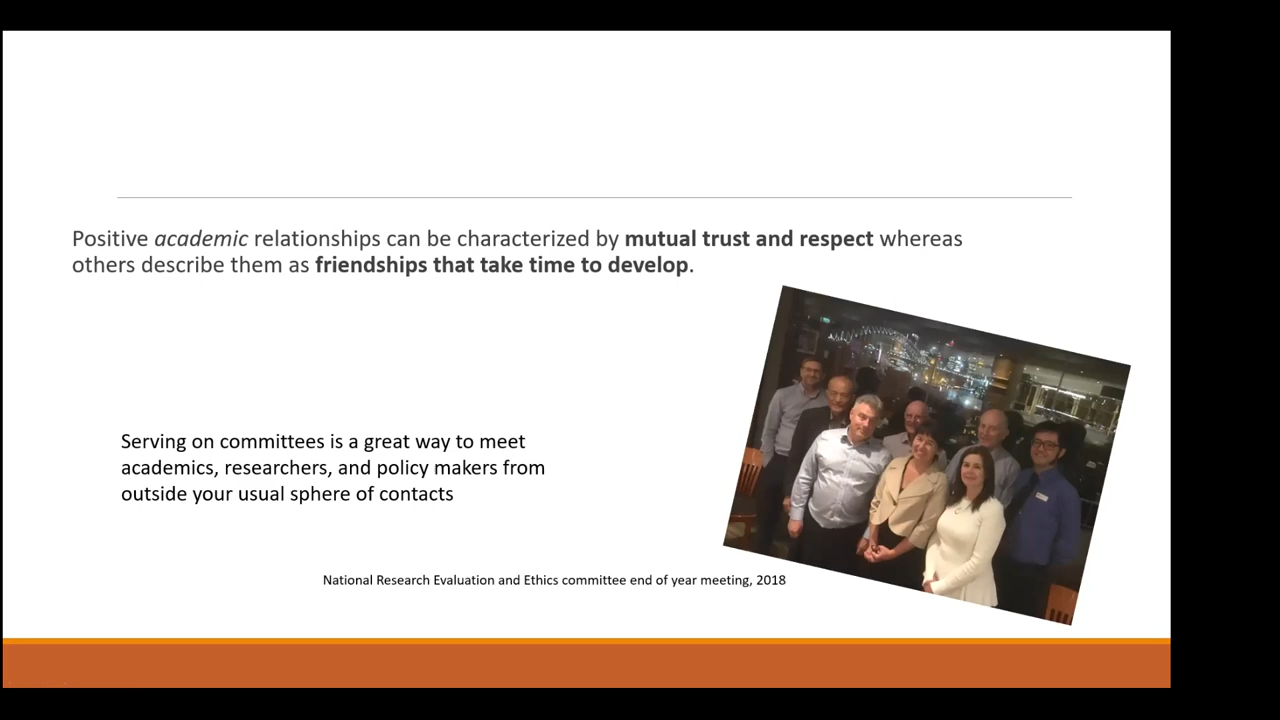 Positive academic relationships can be characterized by mutual trust and respect whereas
others describe them as friendships that take time to develop.
Serving on committees is a great way to meet
academics, researchers, and policy makers from
outside your usual sphere of contacts
National Research Evaluation and Ethics committee end of year meeting, 2018